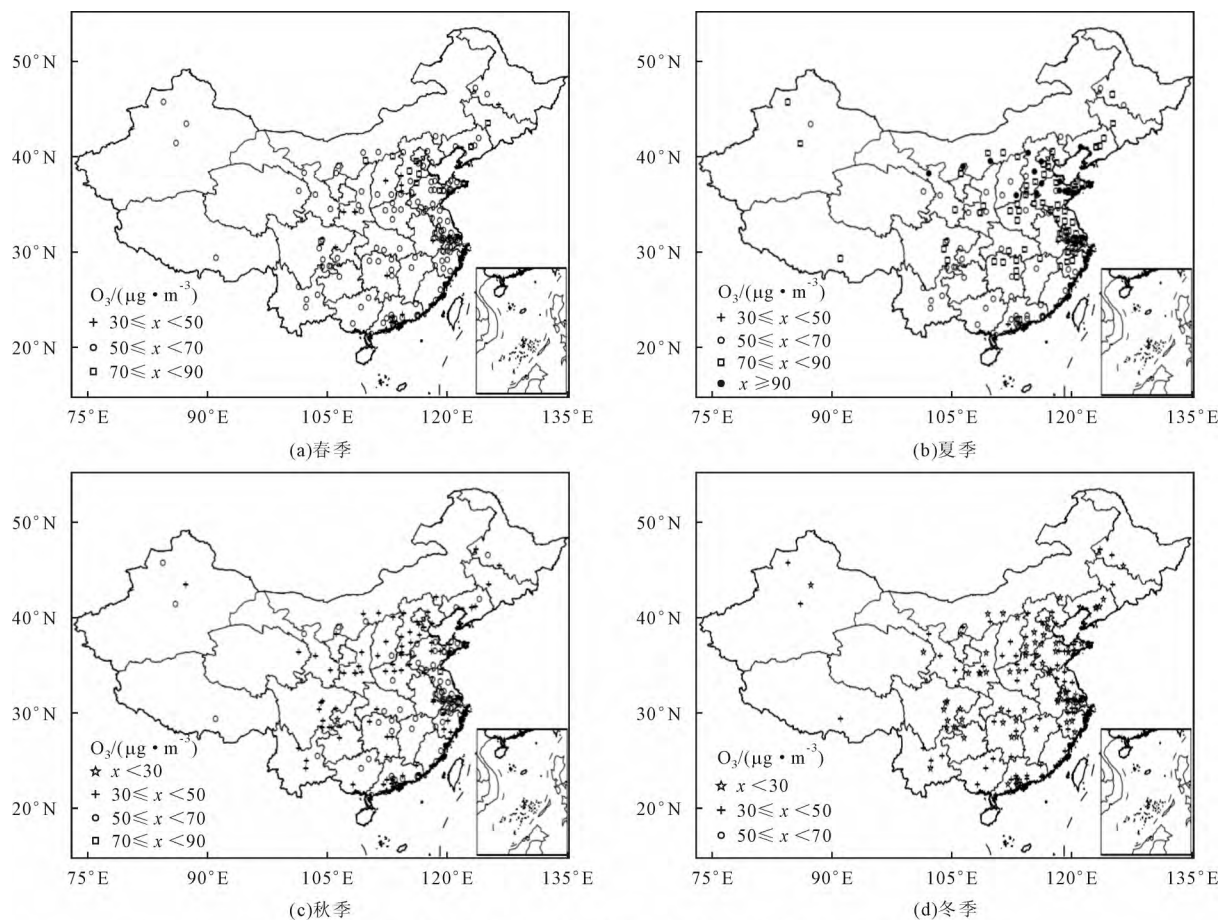 50°N
40°N
30°N
20°N
O₃/(μg·m⁻³)
+ 30≤x<50
○ 50≤x<70
□ 70≤x<90
75°E 90°E 105°E 120°E 135°E
(a)春季
50°N
40°N
30°N
20°N
O₃/(μg·m⁻³)
+ 30≤x<50
○ 50≤x<70
□ 70≤x<90
● x≥90
75°E 90°E 105°E 120°E 135°E
(b)夏季
50°N
40°N
30°N
20°N
O₃/(μg·m⁻³)
☆ x<30
+ 30≤x<50
○ 50≤x<70
□ 70≤x<90
75°E 90°E 105°E 120°E 135°E
(c)秋季
50°N
40°N
30°N
20°N
O₃/(μg·m⁻³)
☆ x<30
+ 30≤x<50
○ 50≤x<70
75°E 90°E 105°E 120°E 135°E
(d)冬季